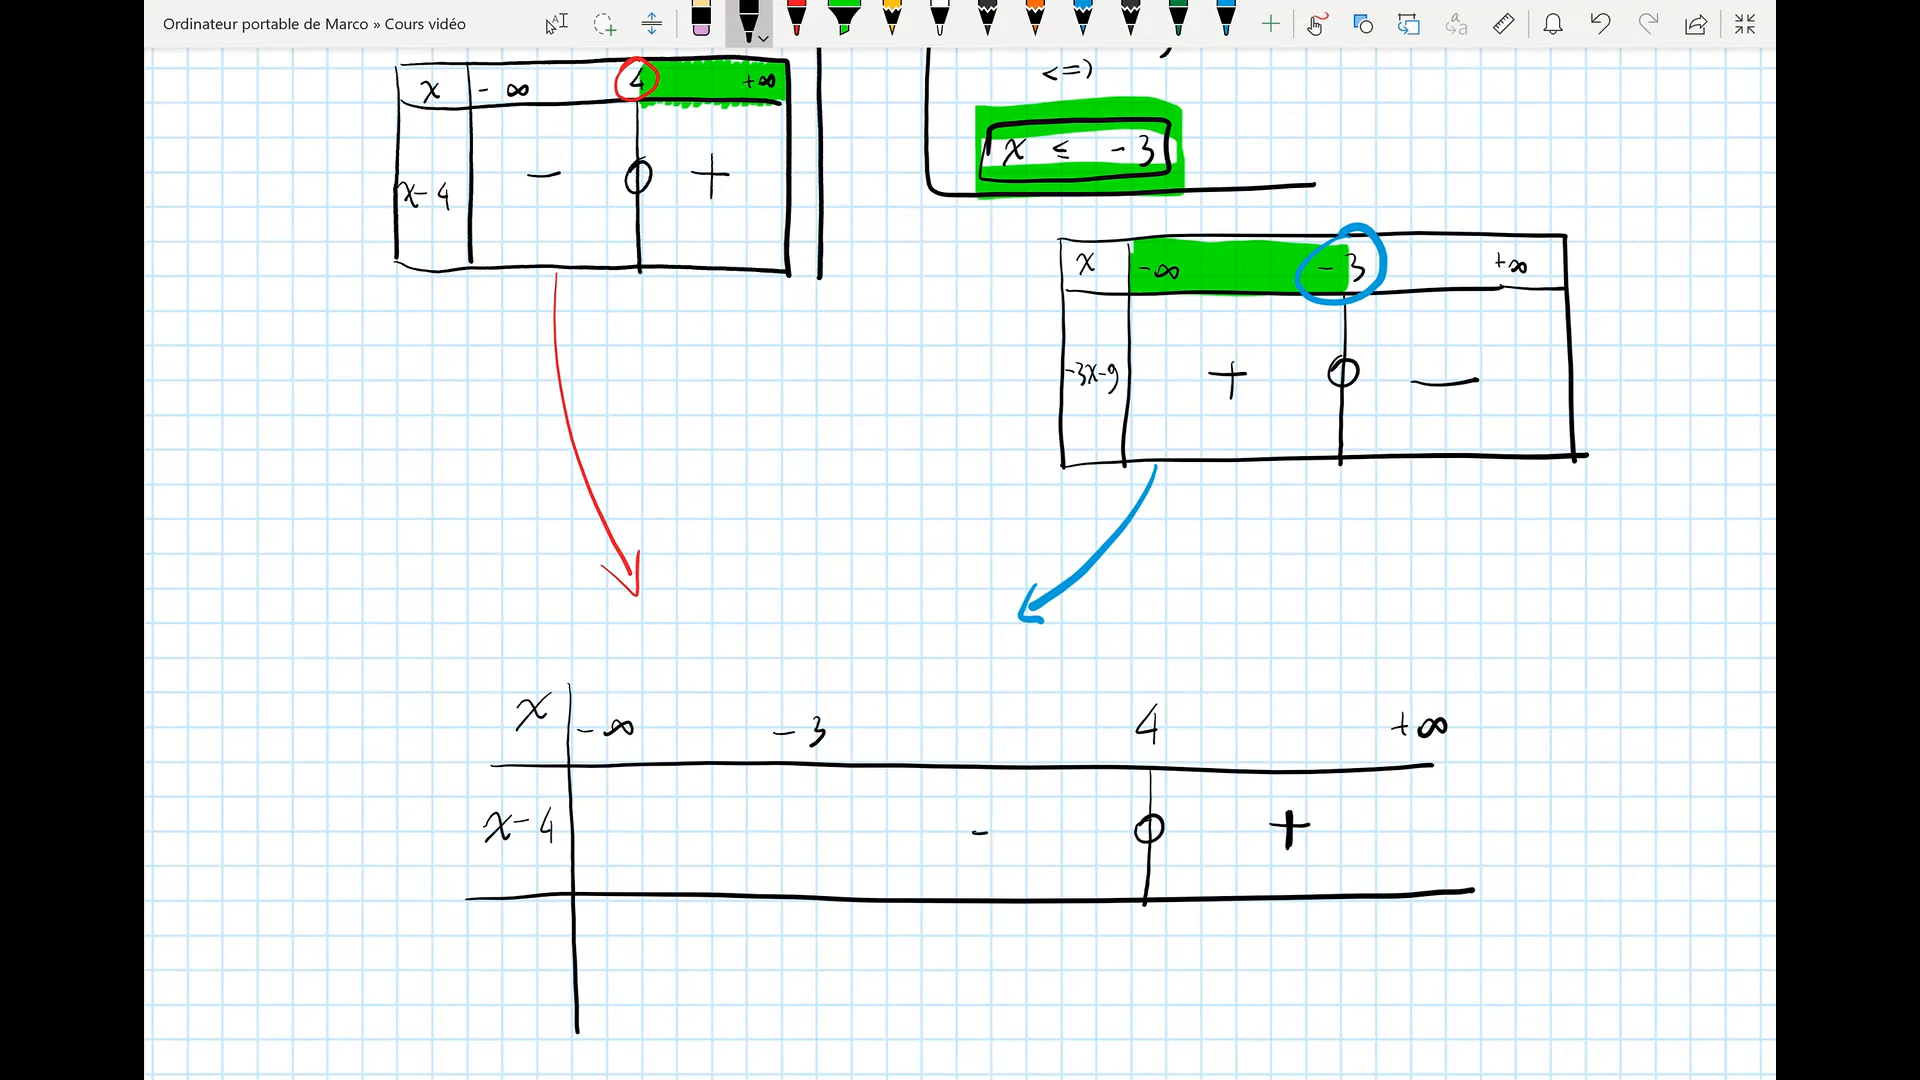 Ordinateur portable de Marco » Cours vidéo
x - ∞ 4 +∞
x-4 - 0 +
<=>
x ≤ -3
x -∞ -3 +∞
-3x-9 + 0 -
x -∞ -3 4 +∞
x-4 - 0 +